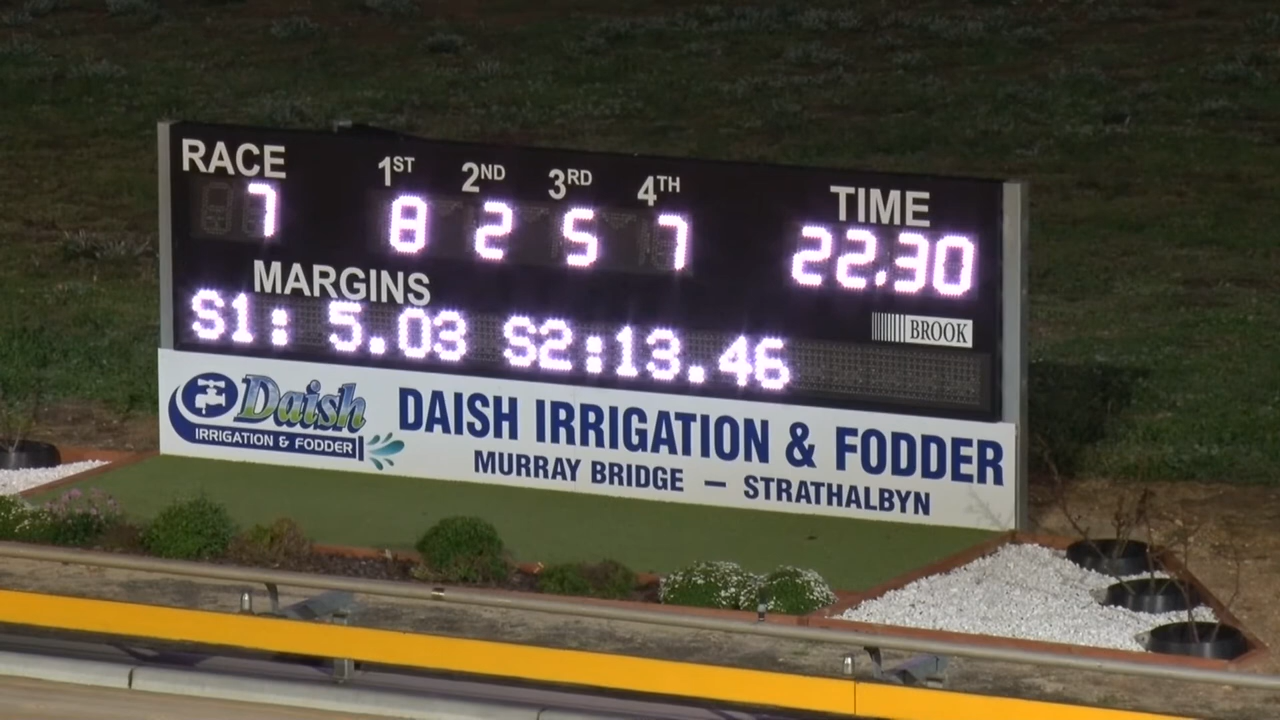 RACE 1ST 2ND 3RD 4TH TIME
7 8 2 5 7 22.30
MARGINS
S1: 5.03 S2:13.46
BROOK
Daish
IRRIGATION & FODDER
DAISH IRRIGATION & FODDER
MURRAY BRIDGE — STRATHALBYN